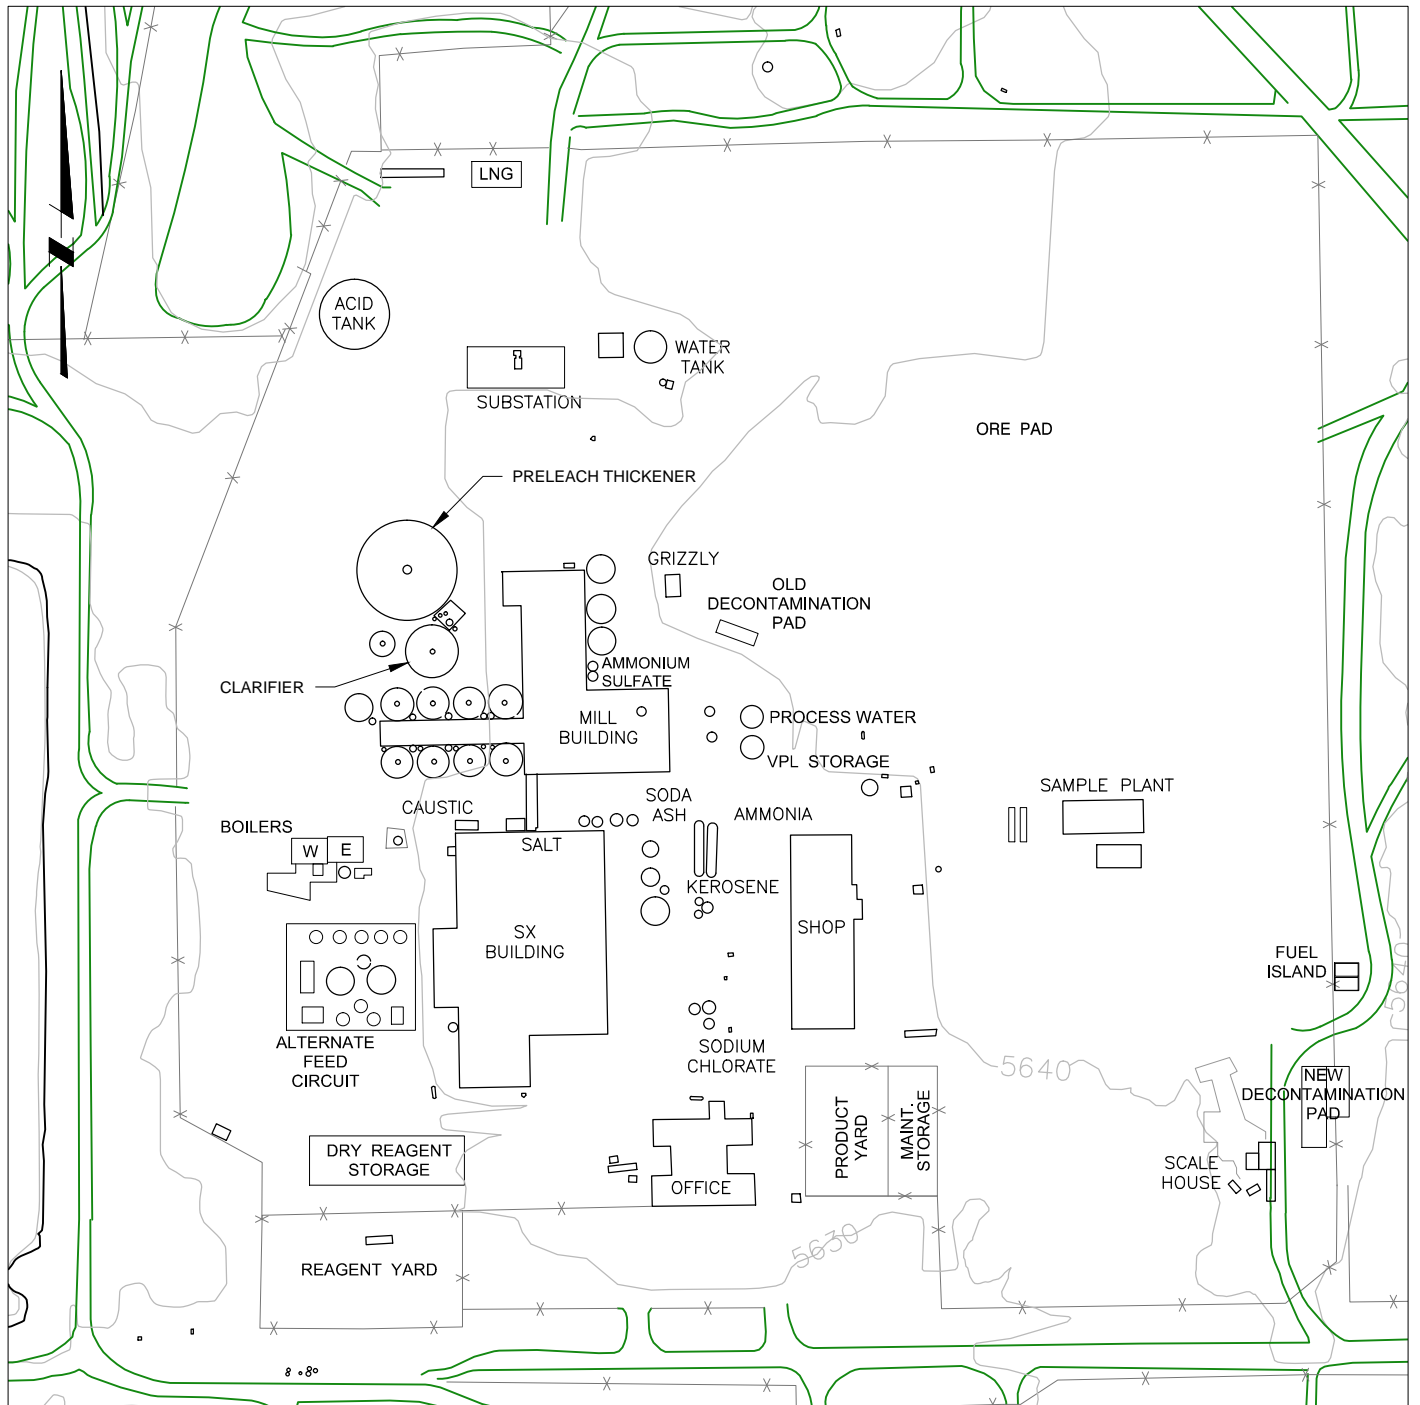 LNG
ACID
TANK
WATER
TANK
SUBSTATION
ORE PAD
PRELEACH THICKENER
GRIZZLY
OLD
DECONTAMINATION
PAD
AMMONIUM
SULFATE
CLARIFIER
MILL
BUILDING
PROCESS WATER
VPL STORAGE
SAMPLE PLANT
SODA
ASH
AMMONIA
CAUSTIC
BOILERS
W
E
SALT
KEROSENE
SHOP
SX
BUILDING
FUEL
ISLAND
5640
ALTERNATE
FEED
CIRCUIT
SODIUM
CHLORATE
5640
NEW
DECONTAMINATION
PAD
PRODUCT
YARD
MAINT.
STORAGE
DRY REAGENT
STORAGE
SCALE
HOUSE
OFFICE
5630
REAGENT YARD